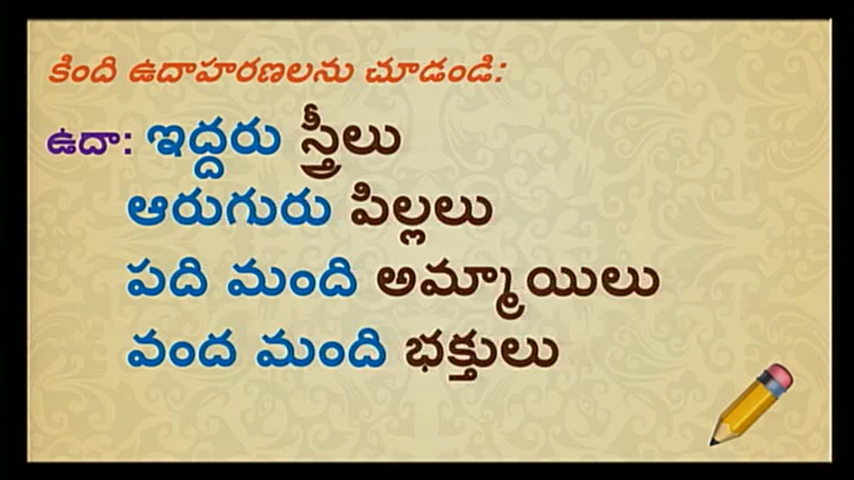 కింది ఉదాహరణలను చూడండి:
ఉదా: ఇద్దరు స్త్రీలు
ఆరుగురు పిల్లలు
పది మంది అమ్మాయిలు
వంద మంది భక్తులు